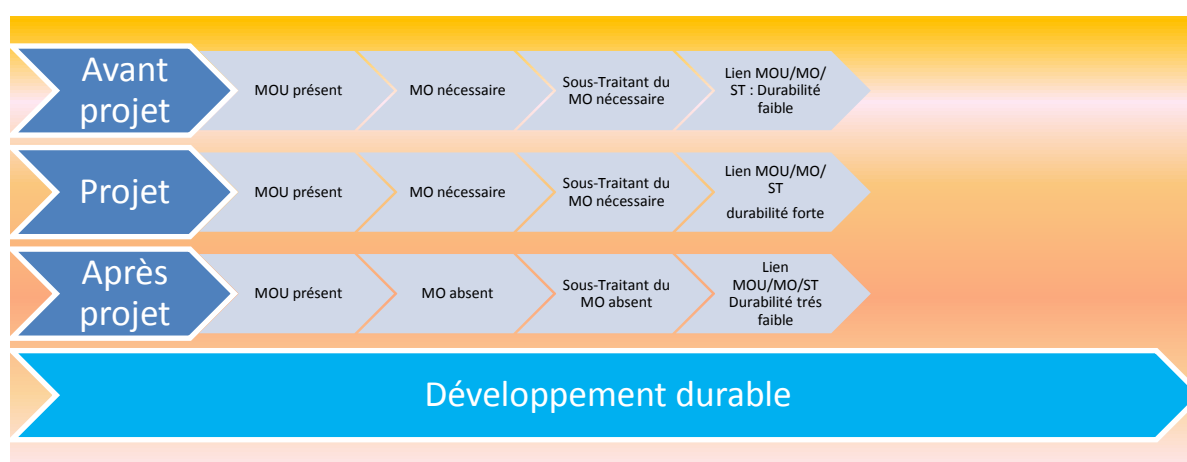 Avant
projet
MOU présent
MO nécessaire
Sous-Traitant du
MO nécessaire
Lien MOU/MO/
ST : Durabilité
faible
Projet
MOU présent
MO nécessaire
Sous-Traitant du
MO nécessaire
Lien MOU/MO/
ST
durabilité forte
Après
projet
MOU présent
MO absent
Sous-Traitant du
MO absent
Lien
MOU/MO/ST
Durabilité trés
faible
Développement durable